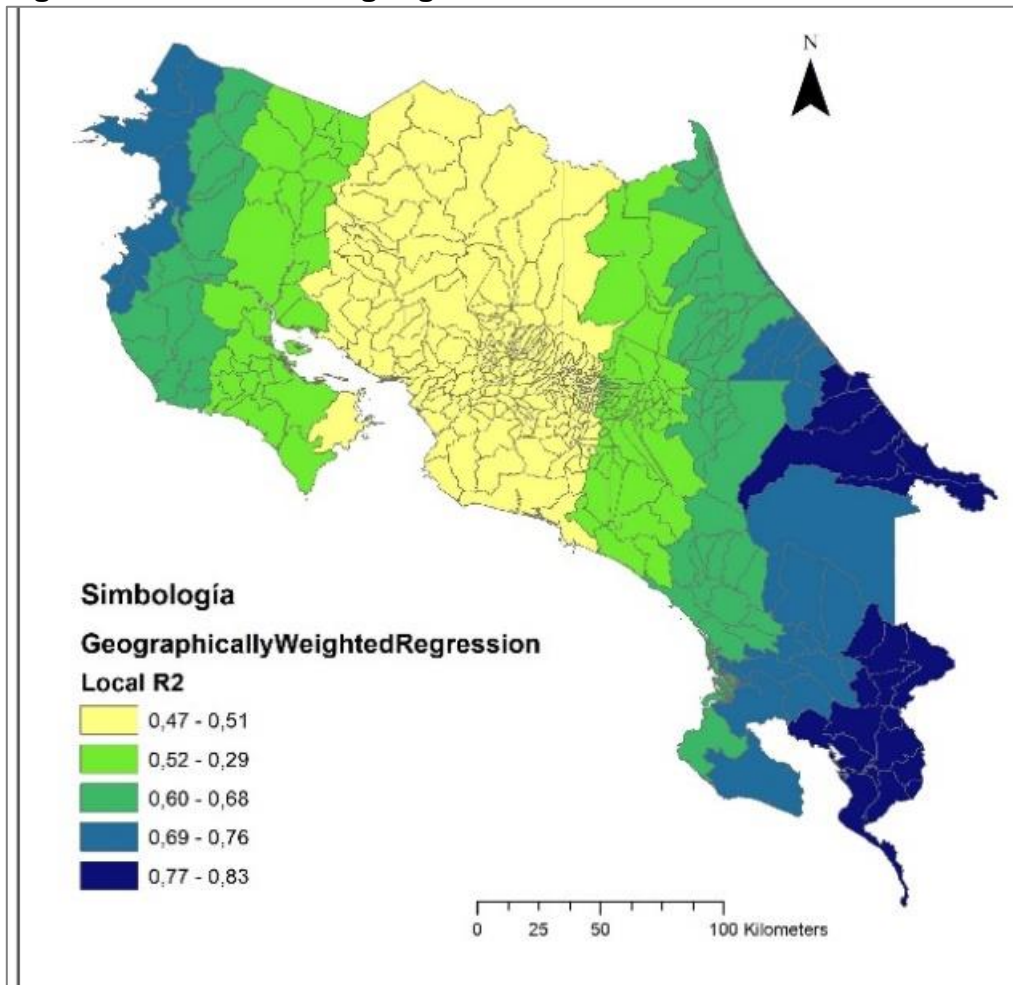 N
Simbología
GeographicallyWeightedRegression
Local R2
0,47 - 0,51
0,52 - 0,29
0,60 - 0,68
0,69 - 0,76
0,77 - 0,83
0 25 50 100 Kilometers